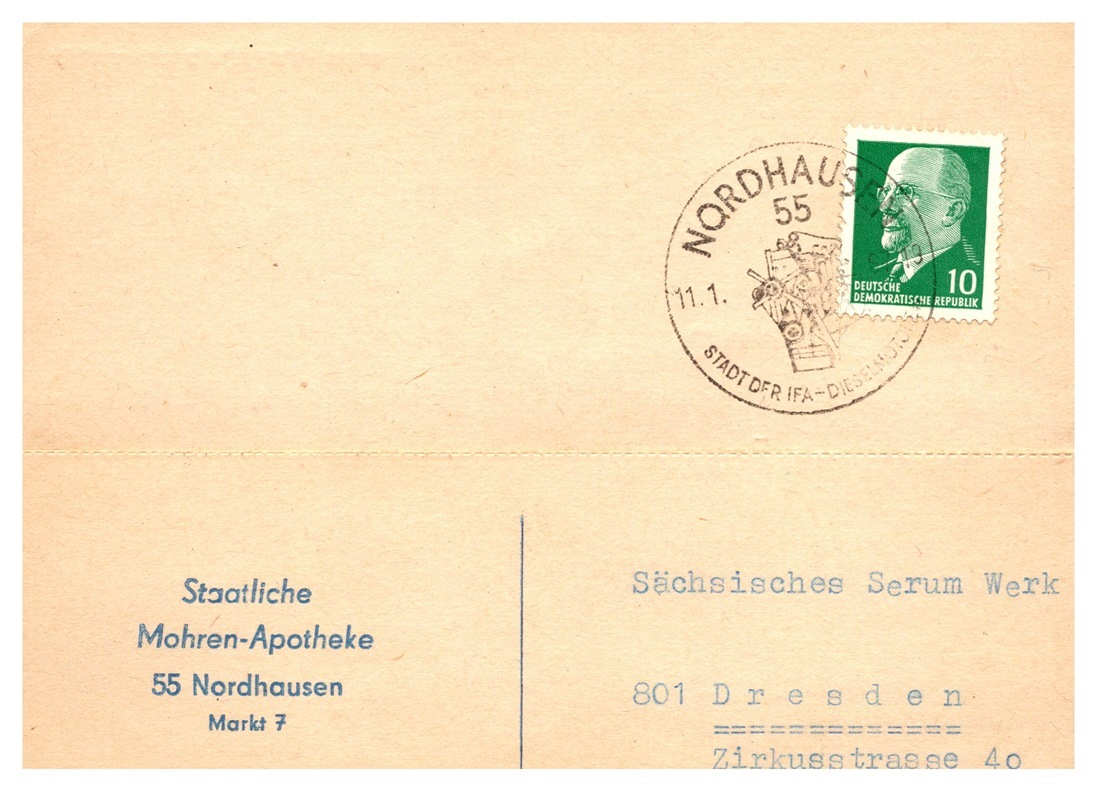 NORDHAUSEN
55
11.1.
STADT DER IFA-DIESELMOTOREN
10
DEUTSCHE
DEMOKRATISCHE REPUBLIK
Staatliche
Mohren-Apotheke
55 Nordhausen
Markt 7
Sächsisches Serum Werk
801 Dresden
=============
Zirkusstrasse 4o